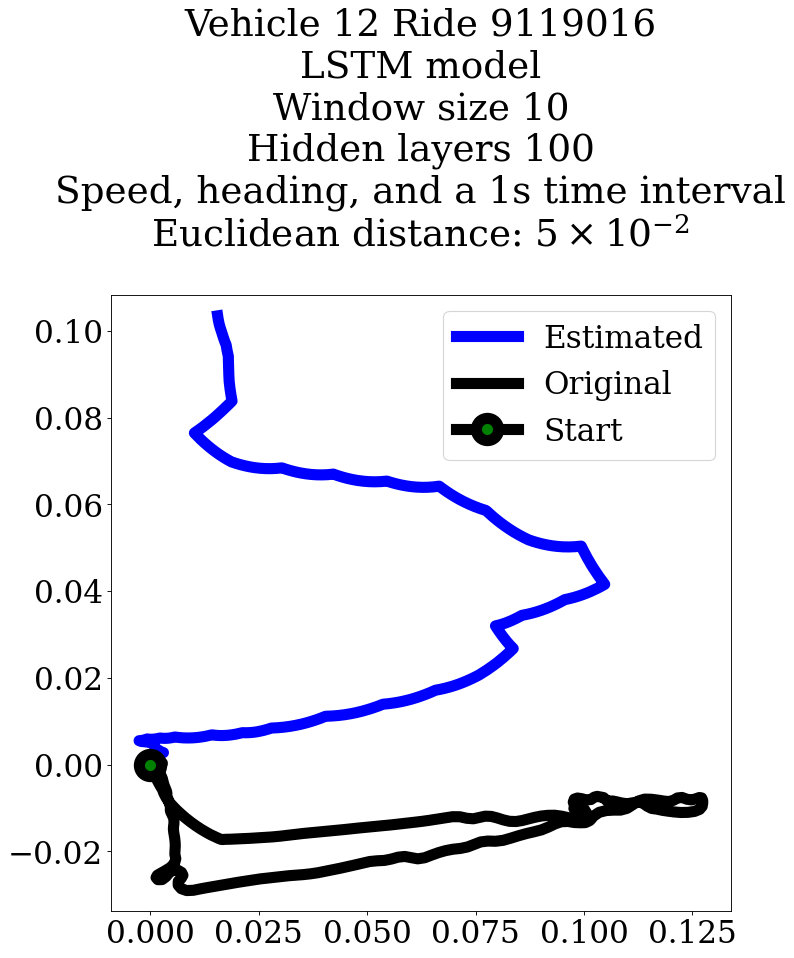 Vehicle 12 Ride 9119016
LSTM model
Window size 10
Hidden layers 100
Speed, heading, and a 1s time interval
Euclidean distance: 5 × 10⁻²
Estimated
Original
Start
0.10
0.08
0.06
0.04
0.02
0.00
−0.02
0.000 0.025 0.050 0.075 0.100 0.125